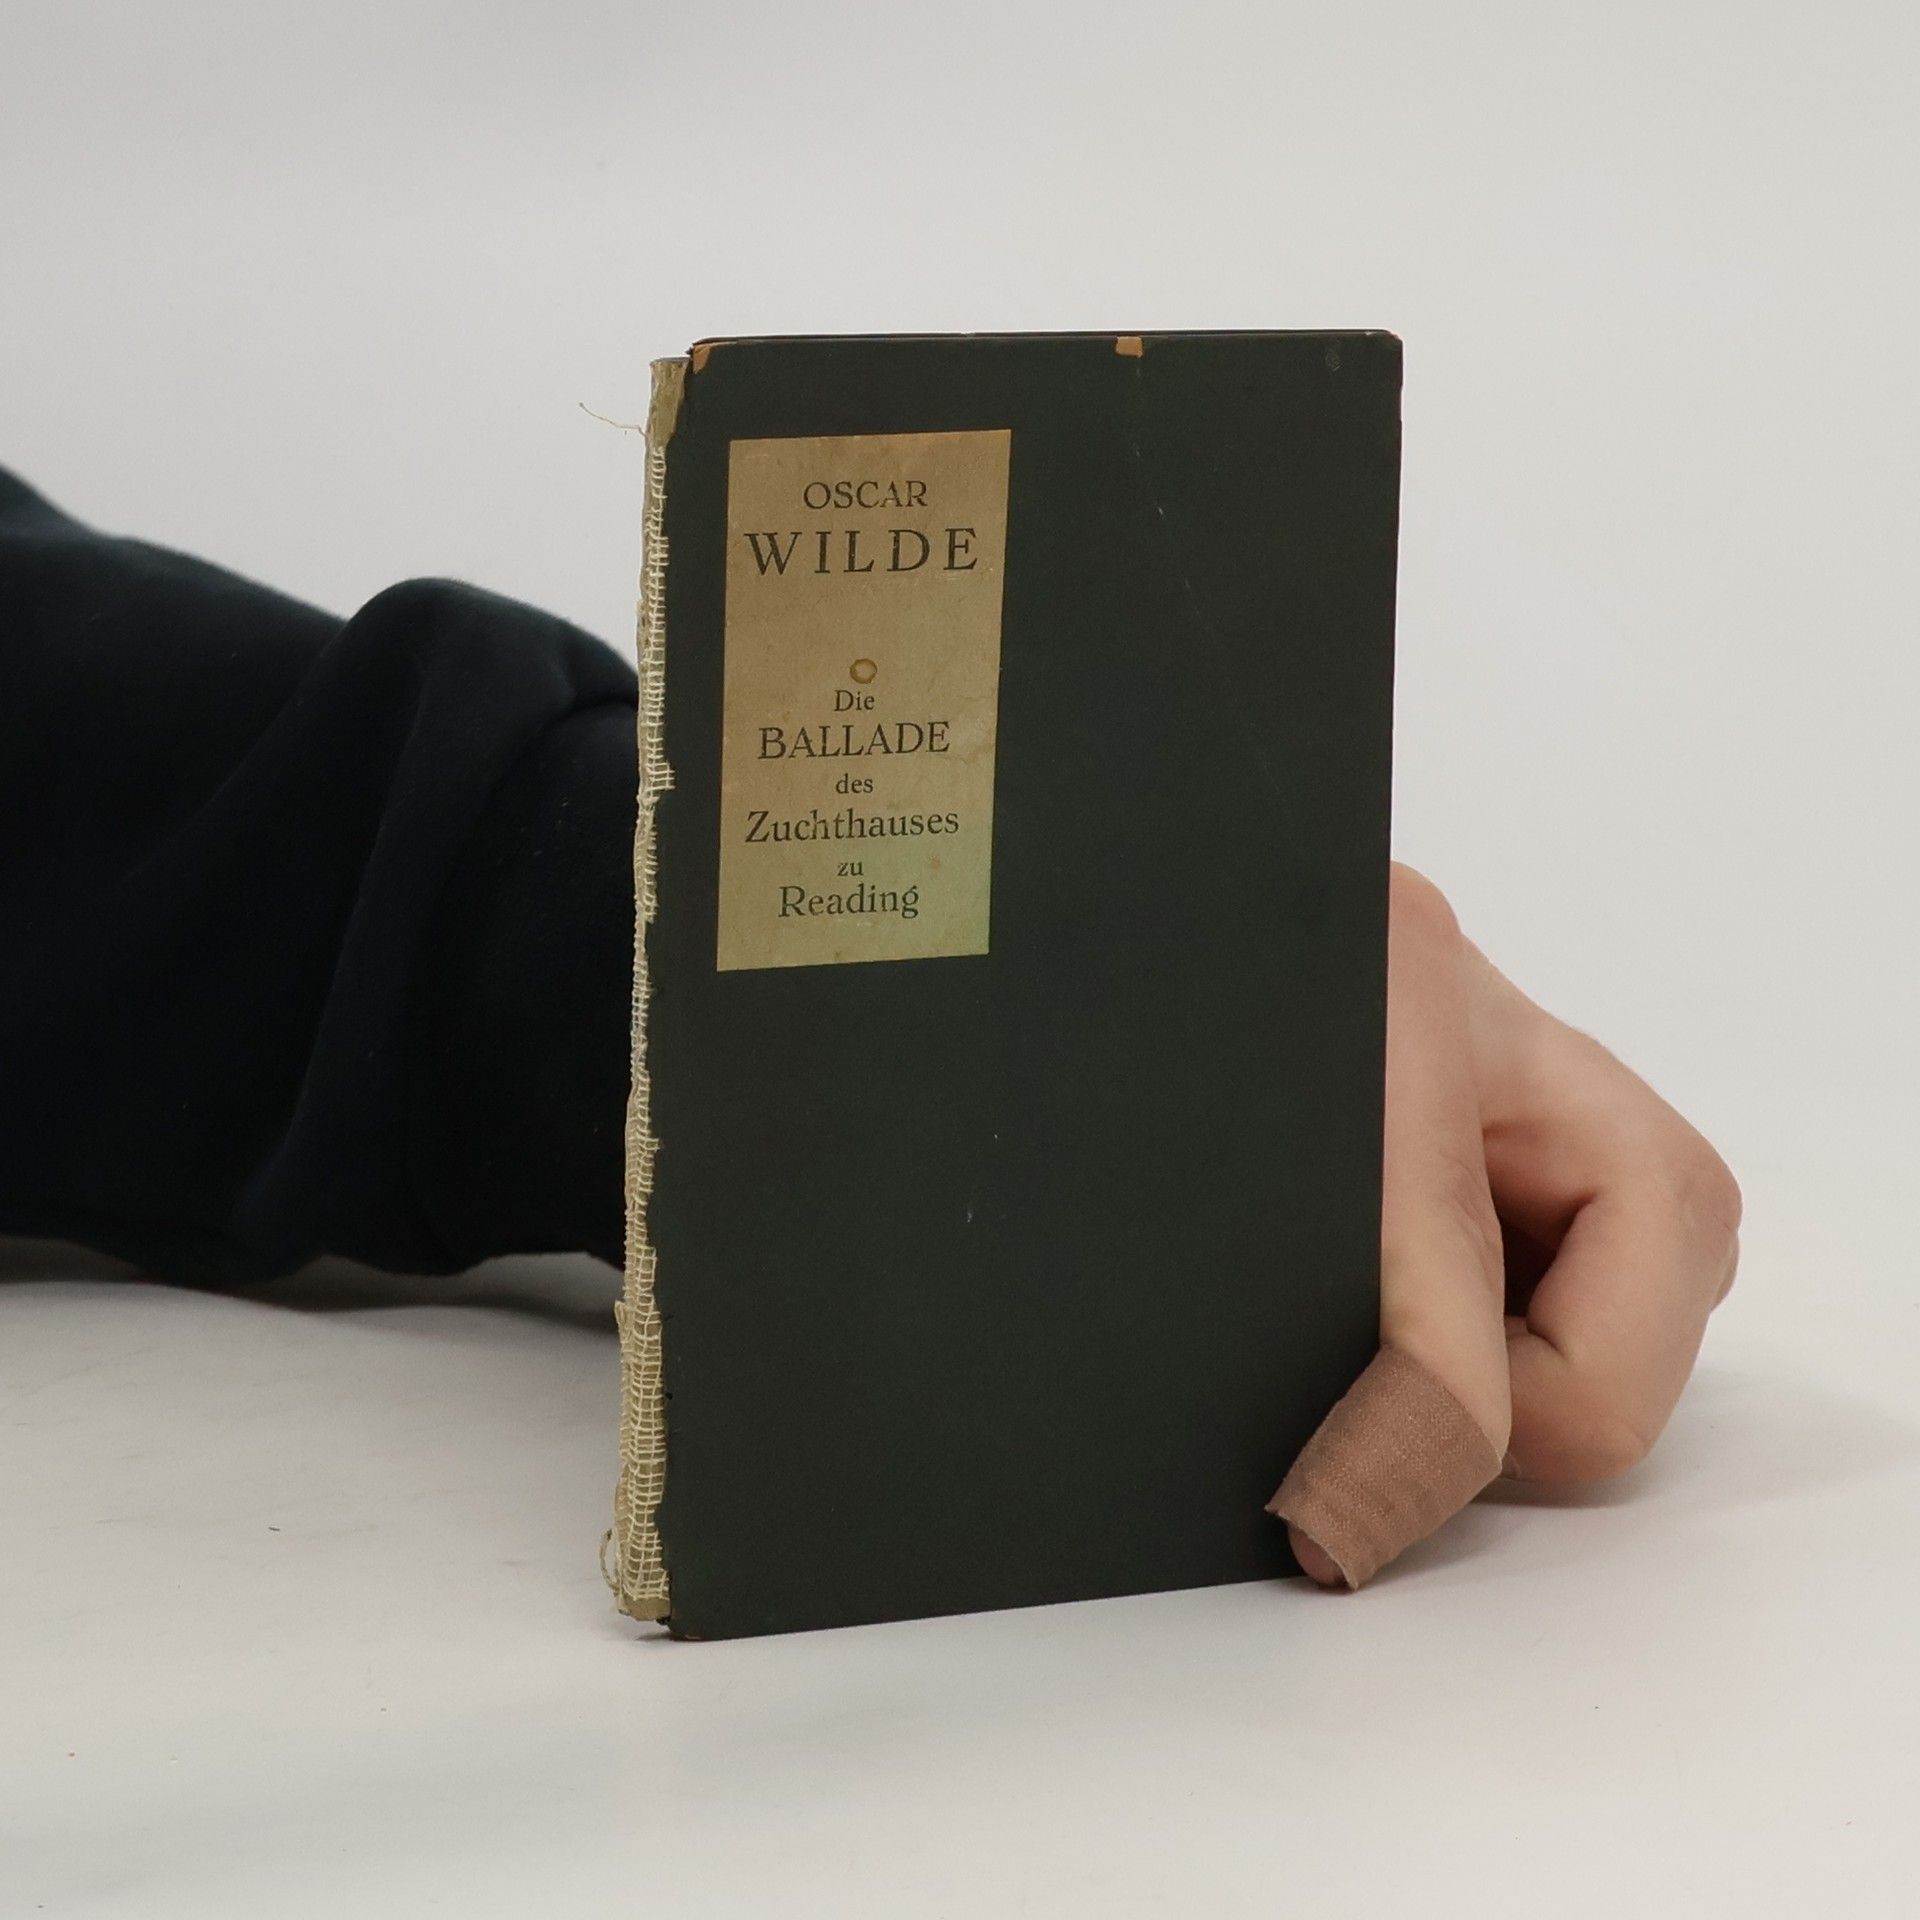 OSCAR
WILDE
Die
BALLADE
des
Zuchthauses
zu
Reading